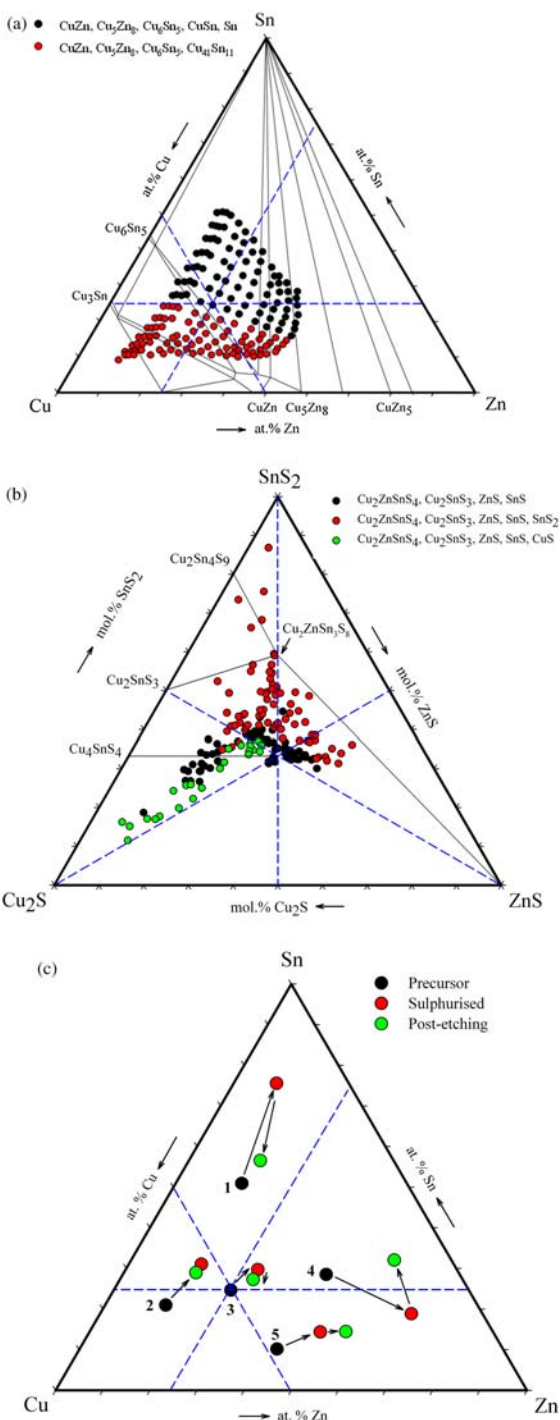 (a)
CuZn, Cu5Zn8, Cu6Sn5, CuSn, Sn
CuZn, Cu5Zn8, Cu6Sn5, Cu41Sn11
Sn
at.% Cu
at.% Sn
Cu6Sn5
Cu3Sn
Cu
CuZn
Cu5Zn8
CuZn5
Zn
at.% Zn
(b)
SnS2
Cu2ZnSnS4, Cu2SnS3, ZnS, SnS
Cu2ZnSnS4, Cu2SnS3, ZnS, SnS, SnS2
Cu2ZnSnS4, Cu2SnS3, ZnS, SnS, CuS
Cu2Sn4S9
mol.% SnS2
Cu2ZnSn3S8
mol.% ZnS
Cu2SnS3
Cu4SnS4
Cu2S
mol.% Cu2S
ZnS
(c)
Sn
Precursor
Sulphurised
Post-etching
at. % Cu
at. % Sn
1
2
3
4
5
Cu
at. % Zn
Zn